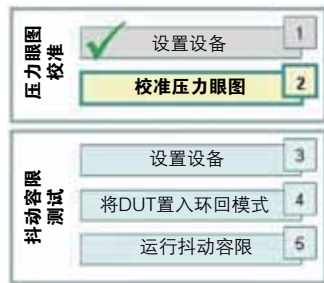 压力眼图
校准
设置设备
1
校准压力眼图
2
抖动容限
测试
设置设备
3
将DUT置入环回模式
4
运行抖动容限
5